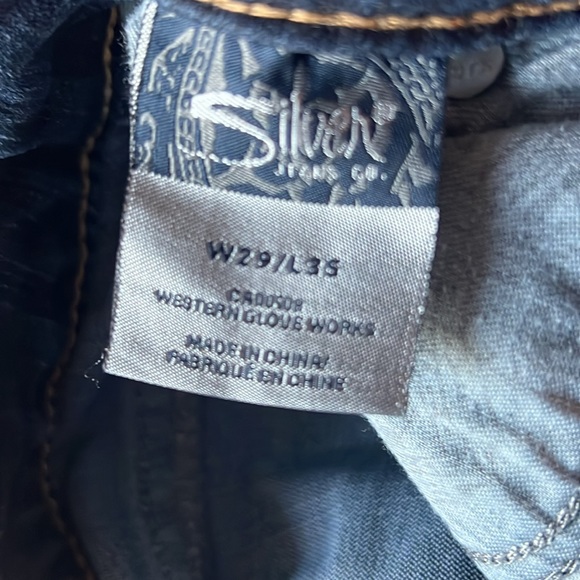 Silver
JEANS CO.
W29/L35
CA00508
WESTERN GLOVE WORKS
MADE IN CHINA/
FABRIQUÉ EN CHINE